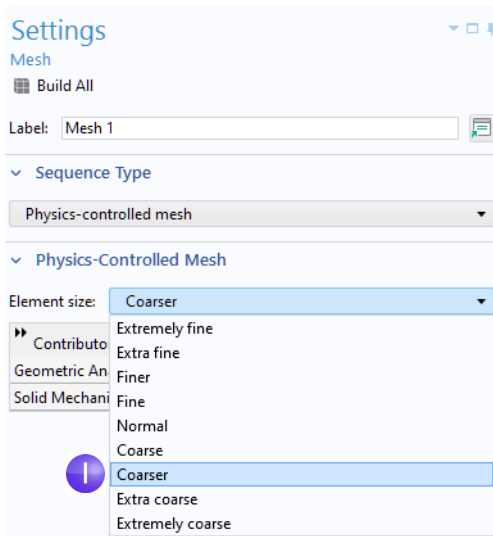 Settings
Mesh
Build All
Label: Mesh 1
Sequence Type
Physics-controlled mesh
Physics-Controlled Mesh
Element size: Coarser
Contributo
Geometric An
Solid Mechani
Extremely fine
Extra fine
Finer
Fine
Normal
Coarse
1 Coarser
Extra coarse
Extremely coarse